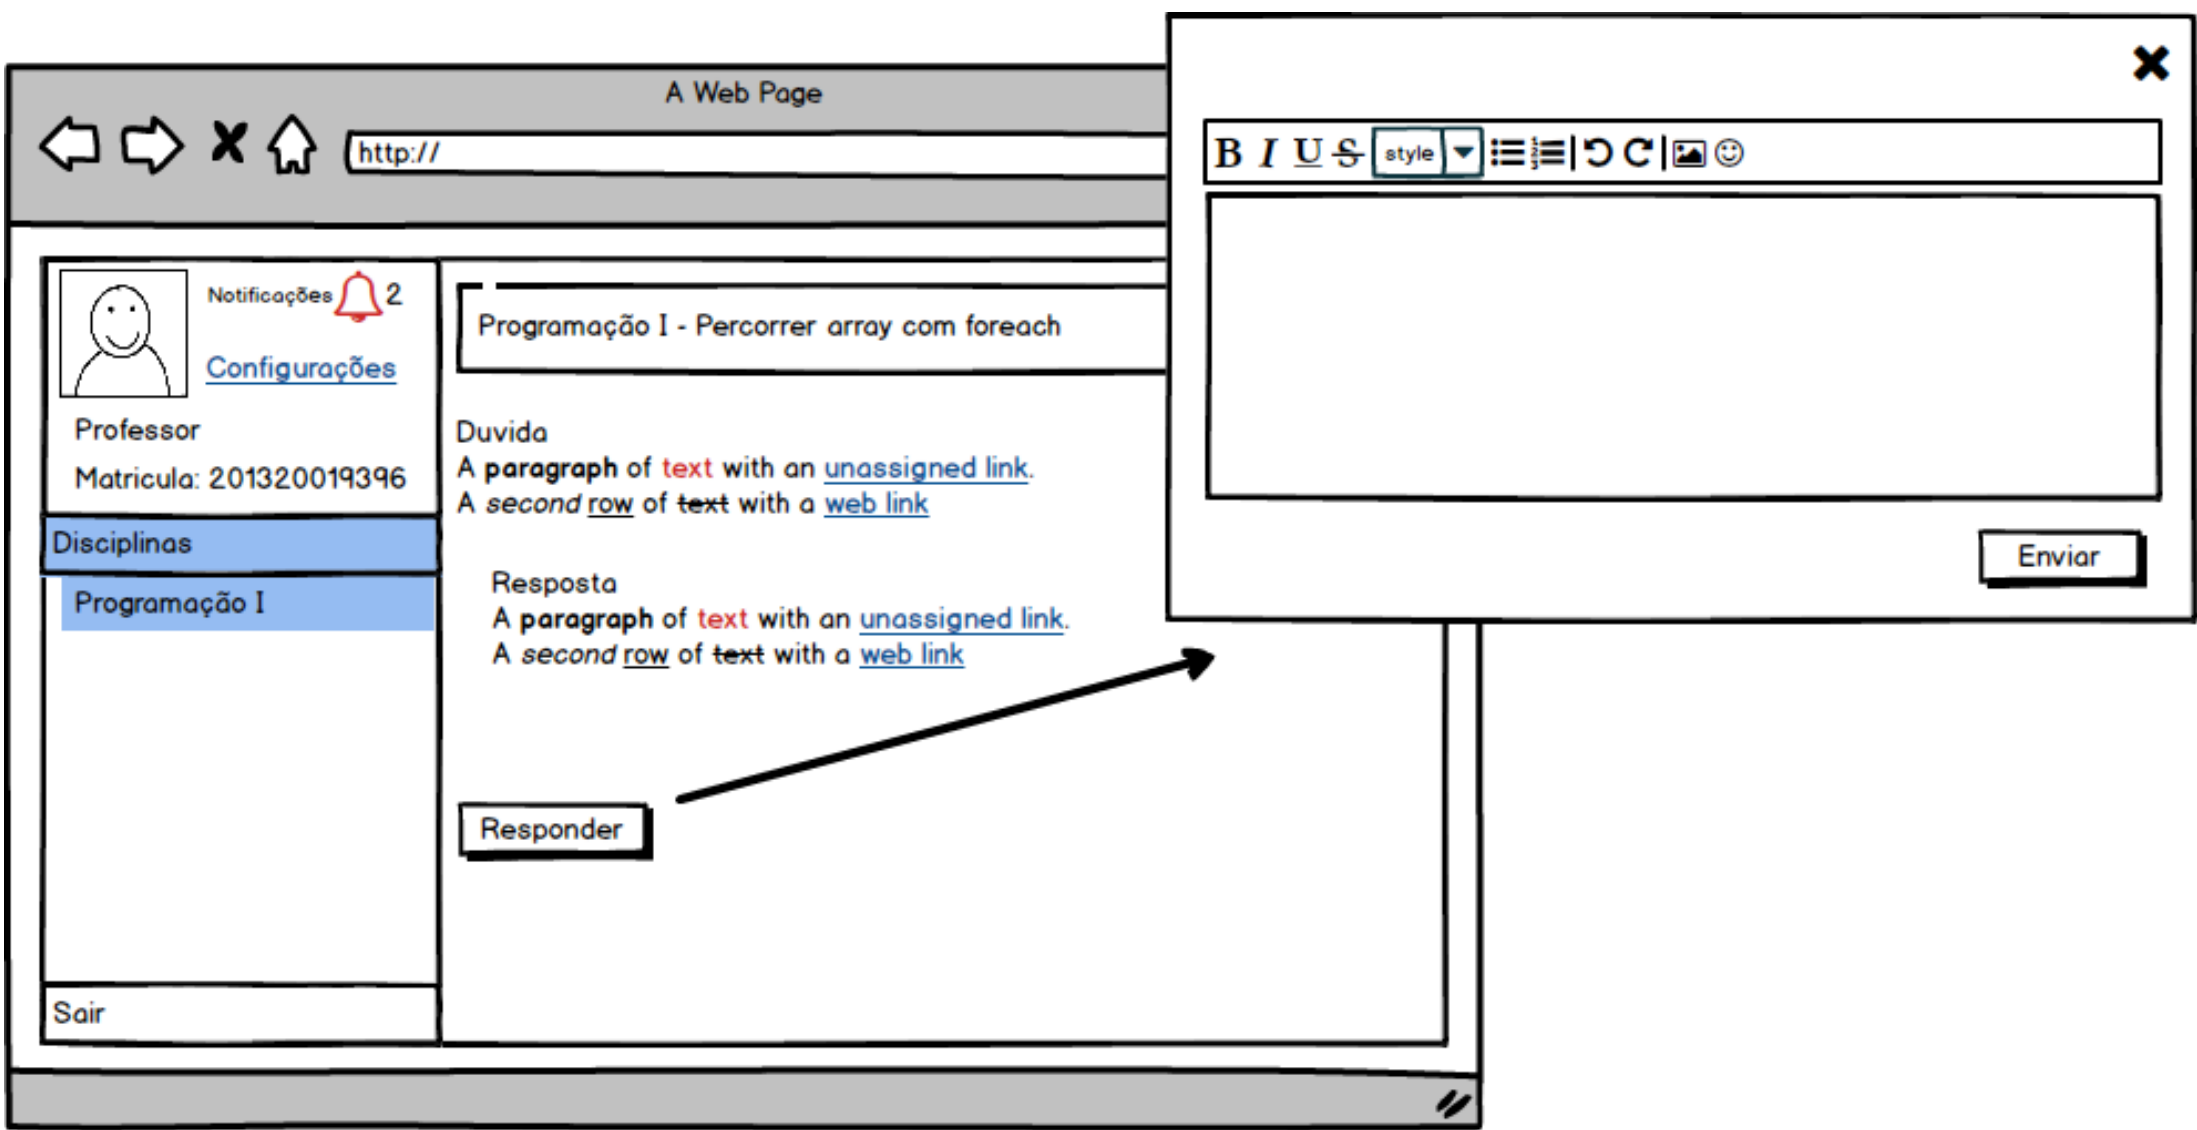 A Web Page
http://
Notificações 2
Configurações
Professor
Matricula: 201320019396
Disciplinas
Programação I
Sair
Programação I - Percorrer array com foreach
Duvida
A paragraph of text with an unassigned link.
A second row of text with a web link
Resposta
A paragraph of text with an unassigned link.
A second row of text with a web link
Responder
B I U S style
Enviar